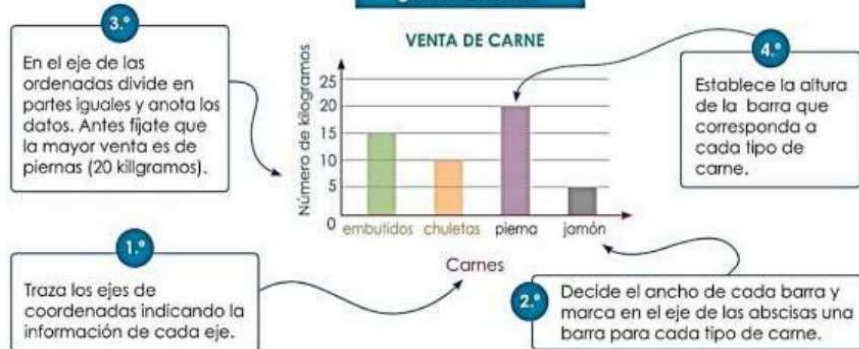 3.º
En el eje de las
ordenadas divide en
partes iguales y anota los
datos. Antes fíjate que
la mayor venta es de
piernas (20 killgramos).
VENTA DE CARNE
Número de kilogramos
25
20
15
10
5
0
embutidos chuletas pierna jamón
Carnes
4.º
Establece la altura
de la barra que
corresponda a
cada tipo de
carne.
1.º
Traza los ejes de
coordenadas indicando la
información de cada eje.
2.º
Decide el ancho de cada barra y
marca en el eje de las abscisas una
barra para cada tipo de carne.